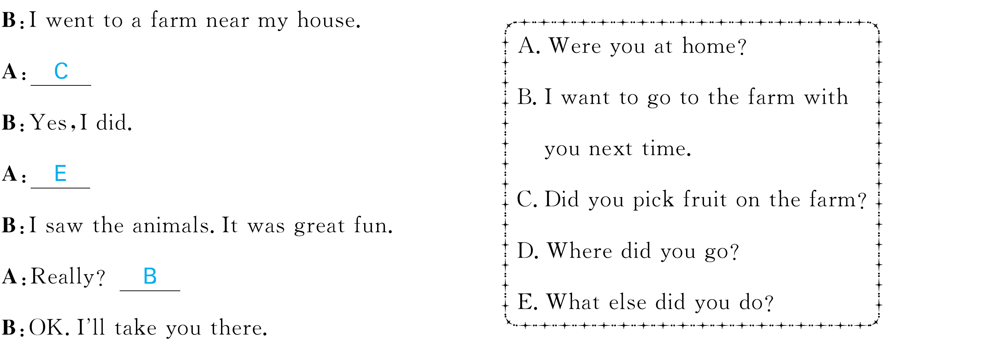 B:I went to a farm near my house.
A: C
B:Yes,I did.
A: E
B:I saw the animals. It was great fun.
A:Really? B
B:OK. I'll take you there.
A. Were you at home?
B. I want to go to the farm with
you next time.
C. Did you pick fruit on the farm?
D. Where did you go?
E. What else did you do?